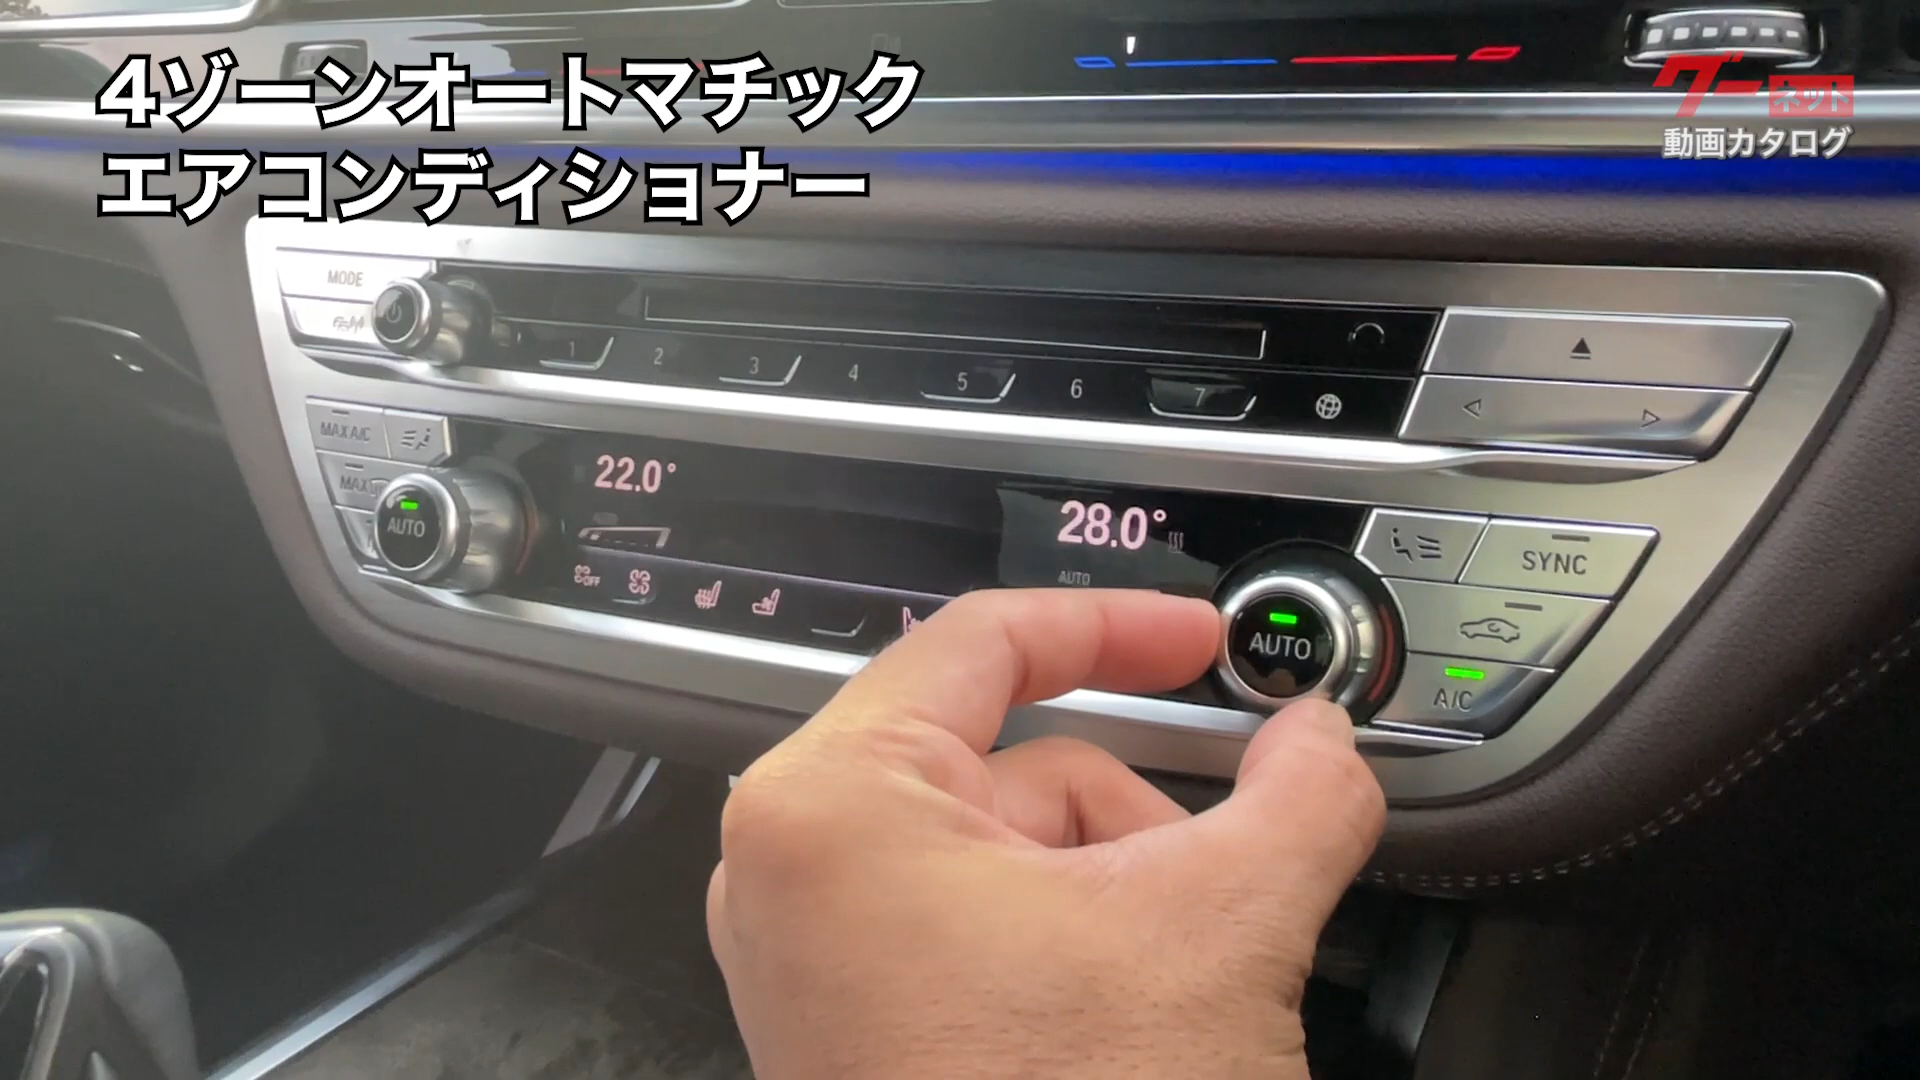 4ゾーンオートマチック
エアコンディショナー
グーネット
動画カタログ
MODE
1 2 3 4 5 6 7
MAX A/C
MAX
AUTO
22.0°
OFF
28.0°
AUTO
AUTO
SYNC
A/C